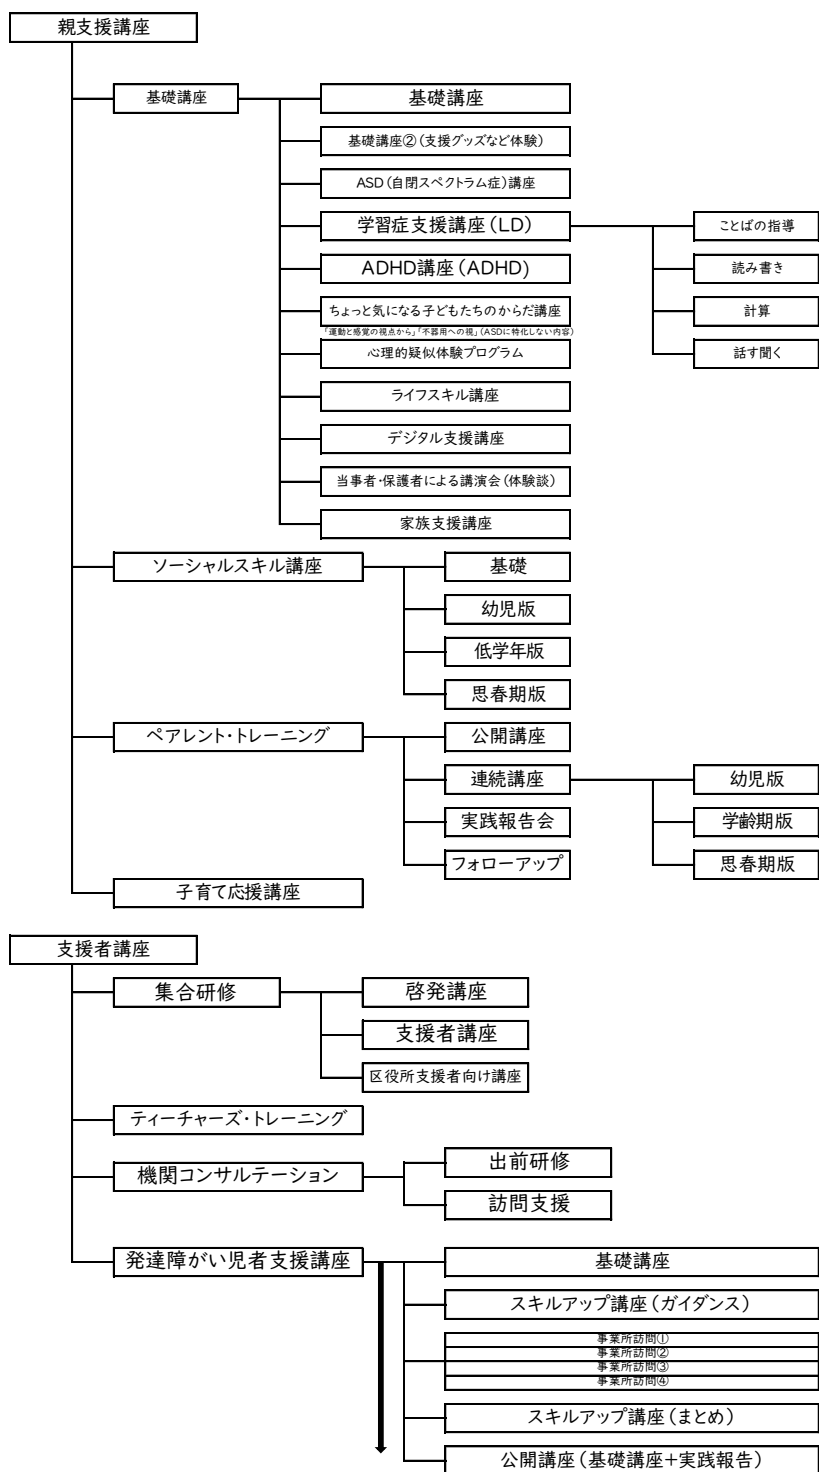 親支援講座
基礎講座
基礎講座
基礎講座②(支援グッズなど体験)
ASD(自閉スペクトラム症)講座
学習症支援講座(LD)
ことばの指導
読み書き
計算
話す聞く
ADHD講座(ADHD)
ちょっと気になる子どもたちのからだ講座
「運動と感覚の視点から」「不器用への視」(ASDに特化しない内容)
心理的疑似体験プログラム
ライフスキル講座
デジタル支援講座
当事者・保護者による講演会(体験談)
家族支援講座
ソーシャルスキル講座
基礎
幼児版
低学年版
思春期版
ペアレント・トレーニング
公開講座
連続講座
幼児版
学齢期版
思春期版
実践報告会
フォローアップ
子育て応援講座
支援者講座
集合研修
啓発講座
支援者講座
区役所支援者向け講座
ティーチャーズ・トレーニング
機関コンサルテーション
出前研修
訪問支援
発達障がい児者支援講座
基礎講座
スキルアップ講座(ガイダンス)
事業所訪問①
事業所訪問②
事業所訪問③
事業所訪問④
スキルアップ講座(まとめ)
公開講座(基礎講座+実践報告)